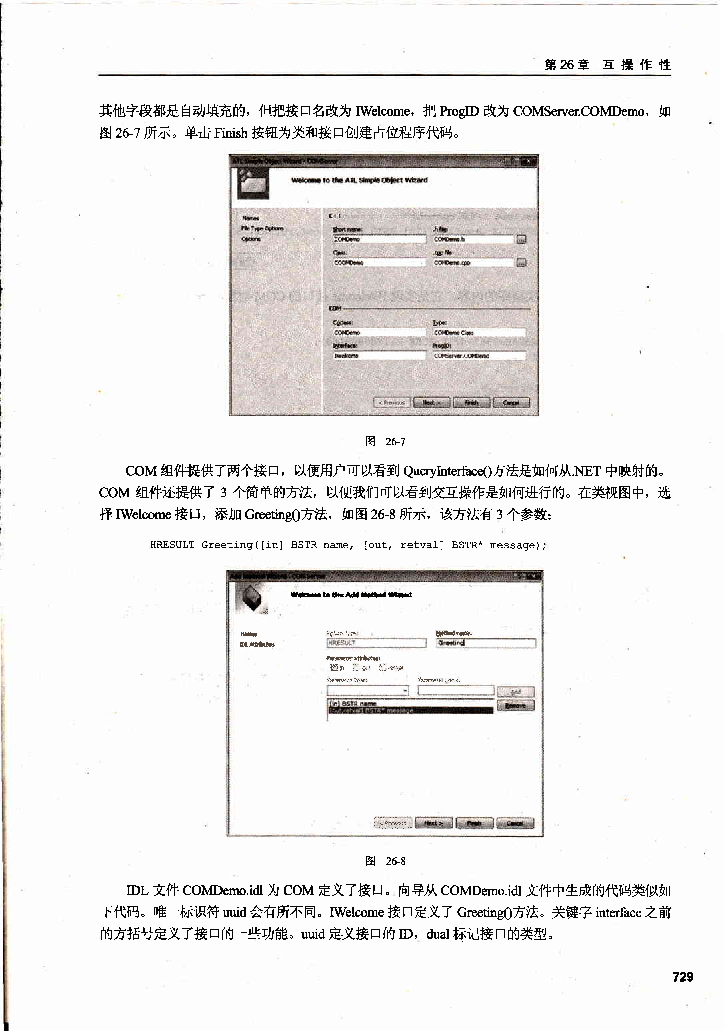 第 26 章 互 操 作 性
其他字段都是自动填充的，但把接口名改为 IWelcome，把 ProgID 改为 COMServer.COMDemo，如
图 26-7 所示。单击 Finish 按钮为类和接口创建占位程序代码。
ATL Simple Object Wizard - COMServer
Welcome to the ATL Simple Object Wizard
Names
File Type Options
Options
C++
Short name:
.h file:
COMDemo
COMDemo.h
Class:
.cpp file:
CCOMDemo
COMDemo.cpp
COM
Coclass:
Type:
COMDemo
COMDemo Class
Interface:
ProgID:
IWelcome
COMServer.COMDemo
< Previous
Next >
Finish
Cancel
图 26-7
COM 组件提供了两个接口，以便用户可以看到 QueryInterface()方法是如何从.NET 中映射的。
COM 组件还提供了 3 个简单的方法，以便我们可以看到交互操作是如何进行的。在类视图中，选
择 IWelcome 接口，添加 Greeting()方法，如图 26-8 所示，该方法有 3 个参数：
HRESULT Greeting([in] BSTR name, [out, retval] BSTR* message);
Welcome to the Add Method Wizard
Names
IDL Attributes
Return type:
Method name:
HRESULT
Greeting
Parameter attributes:
in
out
retval
Parameter type:
Parameter name:
Add
Remove
[in] BSTR name
[out,retval] BSTR* message
< Previous
Next >
Finish
Cancel
图 26-8
IDL 文件 COMDemo.idl 为 COM 定义了接口。向导从 COMDemo.idl 文件中生成的代码类似如
下代码。唯一标识符 uuid 会有所不同。IWelcome 接口定义了 Greeting()方法。关键字 interface 之前
的方括号定义了接口的一些功能。uuid 定义接口的 ID，dual 标记接口的类型。
729